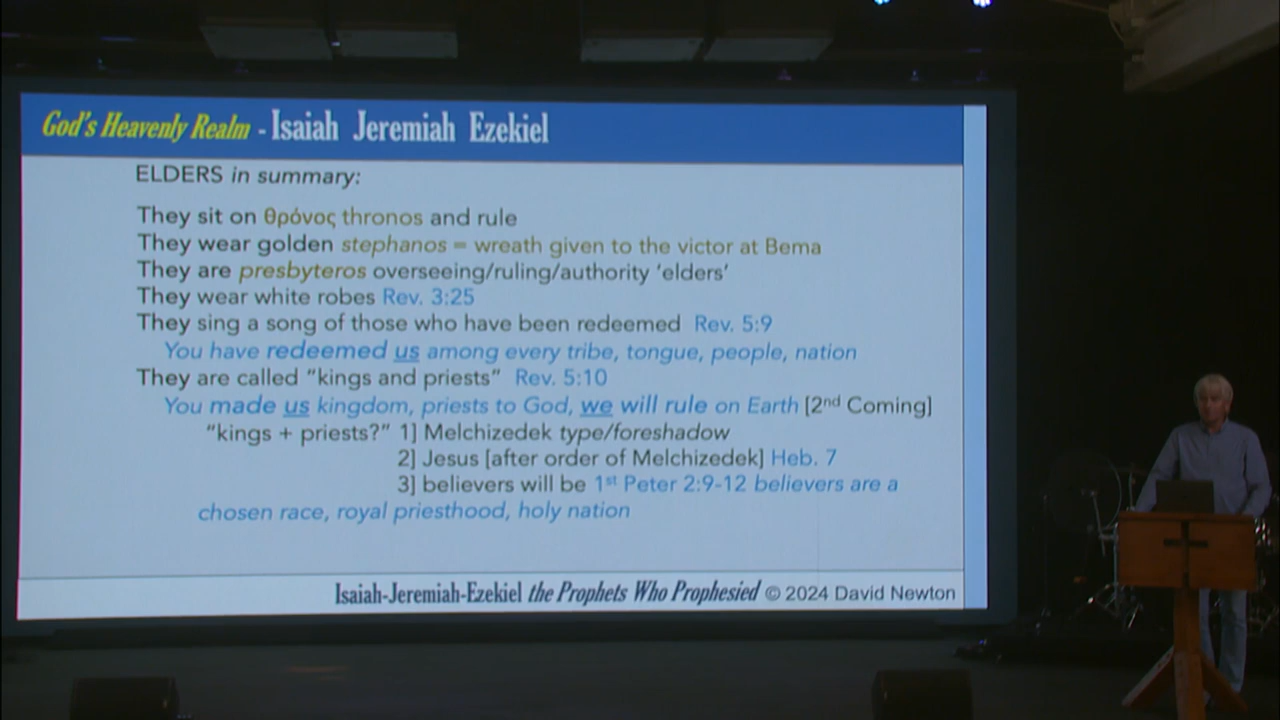 God's Heavenly Realm - Isaiah Jeremiah Ezekiel
ELDERS in summary:
They sit on θρόνος thronos and rule
They wear golden stephanos = wreath given to the victor at Bema
They are presbyteros overseeing/ruling/authority ‘elders’
They wear white robes Rev. 3:25
They sing a song of those who have been redeemed Rev. 5:9
You have redeemed us among every tribe, tongue, people, nation
They are called “kings and priests” Rev. 5:10
You made us kingdom, priests to God, we will rule on Earth [2nd Coming]
“kings + priests?” 1] Melchizedek type/foreshadow
2] Jesus [after order of Melchizedek] Heb. 7
3] believers will be 1st Peter 2:9-12 believers are a
chosen race, royal priesthood, holy nation
Isaiah-Jeremiah-Ezekiel the Prophets Who Prophesied © 2024 David Newton